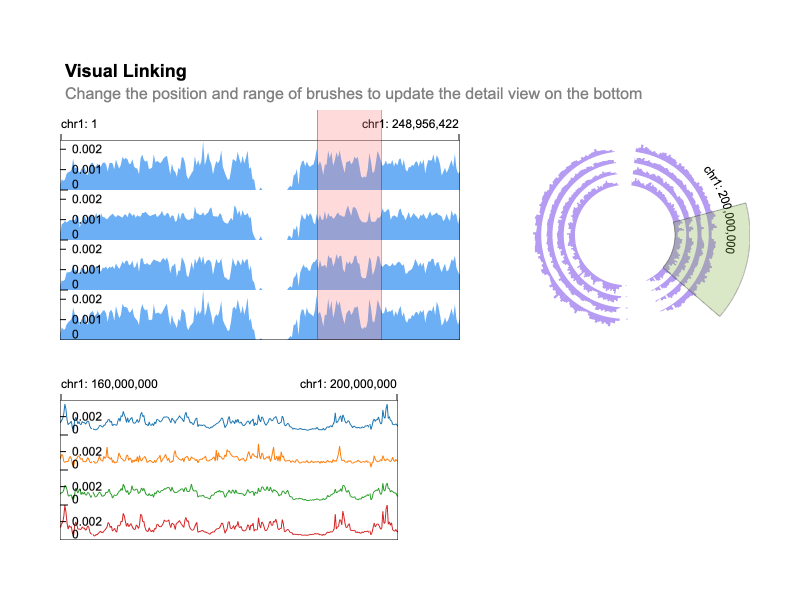 Visual Linking
Change the position and range of brushes to update the detail view on the bottom
chr1: 1
chr1: 248,956,422
0.002
0.001
0
0.002
0.001
0
0.002
0.001
0
0.002
0.001
0
chr1: 200,000,000
chr1: 160,000,000
chr1: 200,000,000
0.002
0
0.002
0
0.002
0
0.002
0